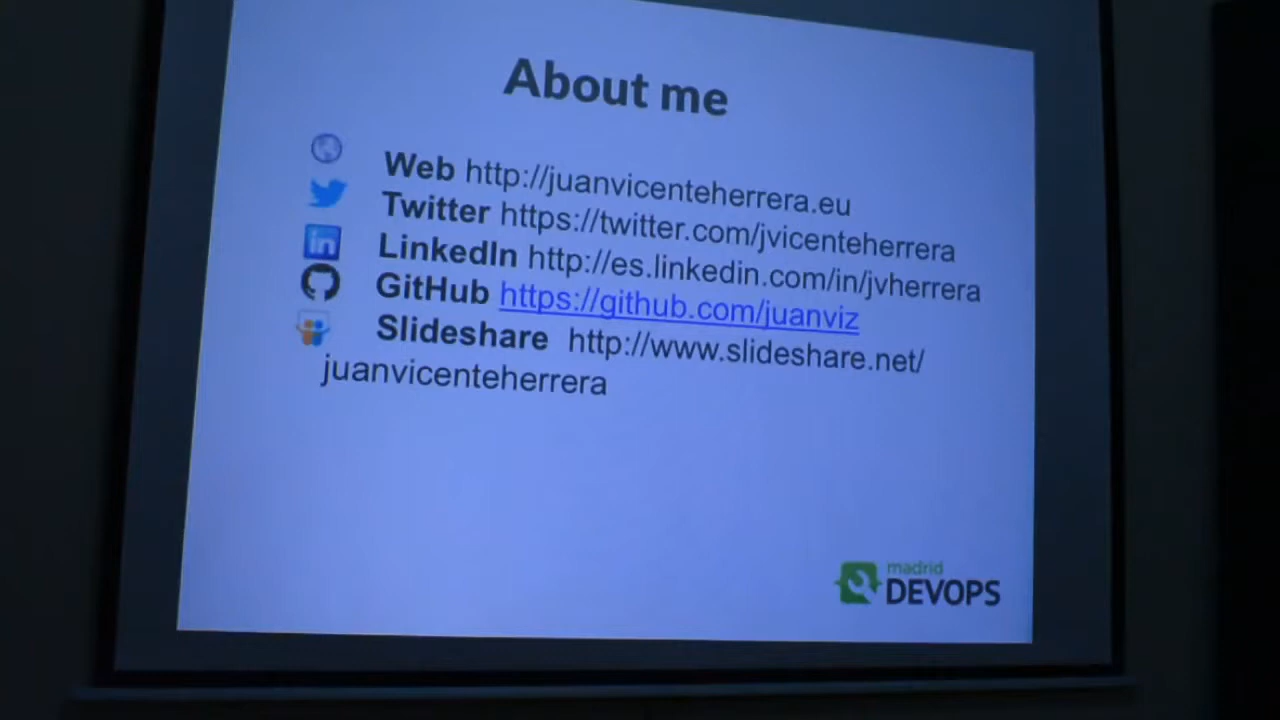 About me
Web http://juanvicenteherrera.eu
Twitter https://twitter.com/jvicenteherrera
LinkedIn http://es.linkedin.com/in/jvherrera
GitHub https://github.com/juanviz
Slideshare http://www.slideshare.net/
juanvicenteherrera
madrid
DEVOPS